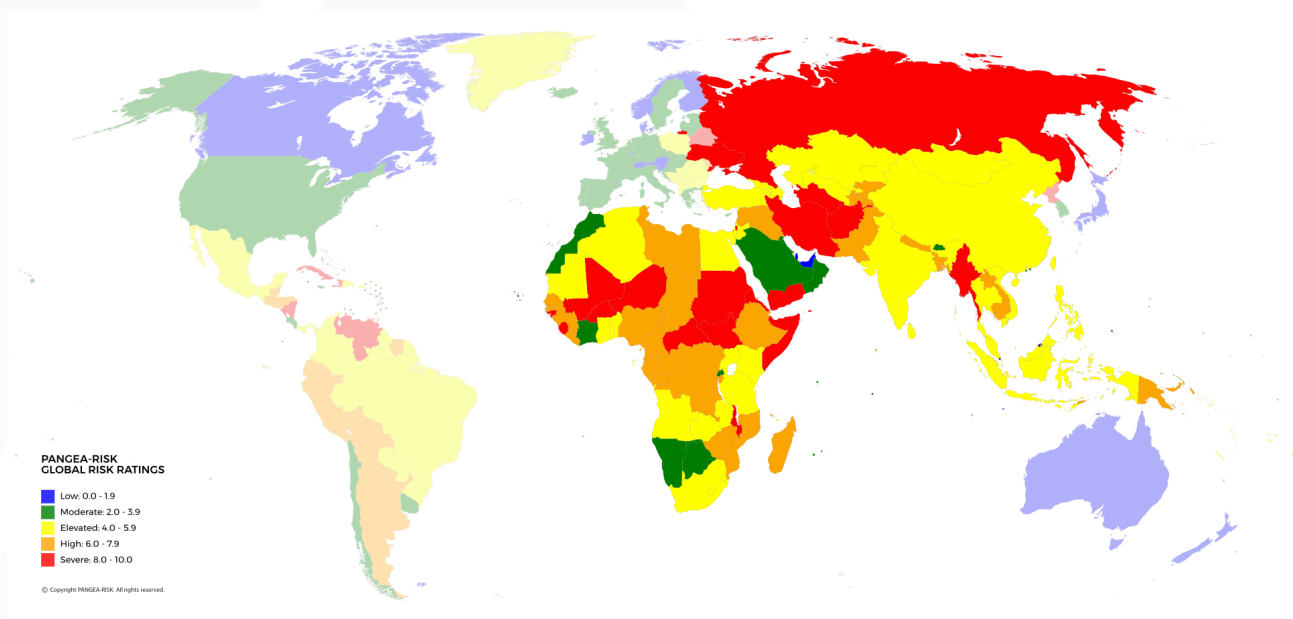 PANGEA-RISK
GLOBAL RISK RATINGS
Low: 0.0 - 1.9
Moderate: 2.0 - 3.9
Elevated: 4.0 - 5.9
High: 6.0 - 7.9
Severe: 8.0 - 10.0
© Copyright PANGEA-RISK. All rights reserved.